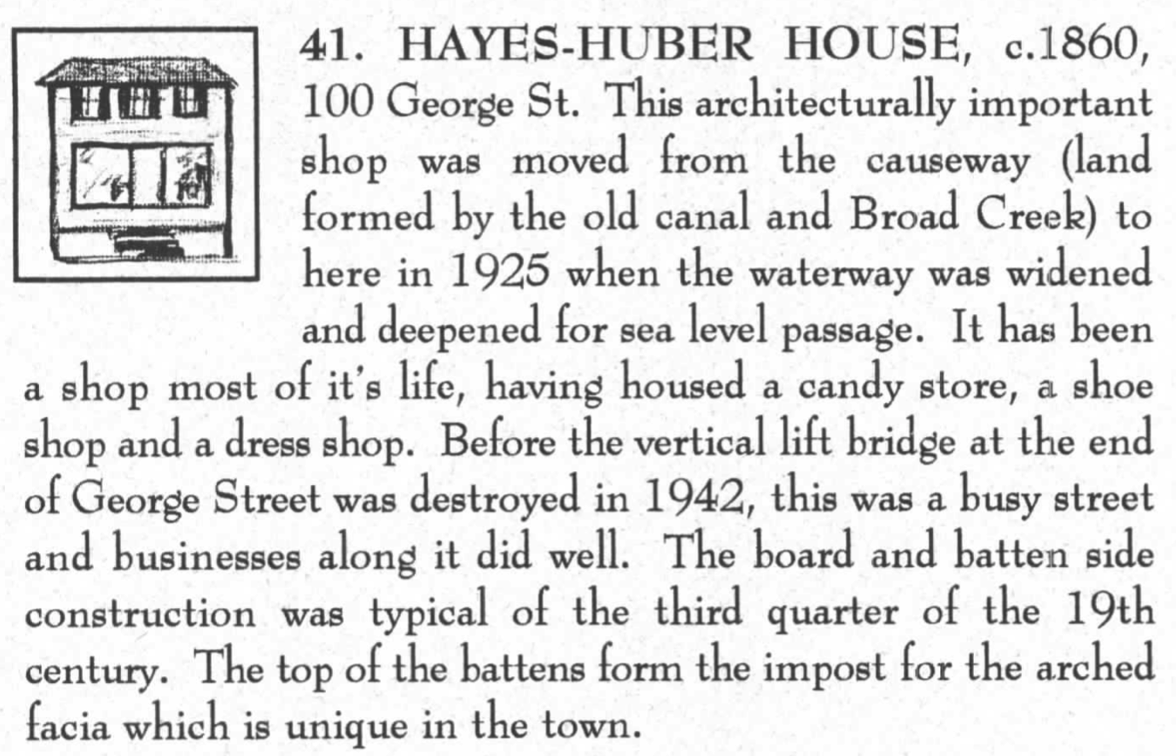 41. HAYES-HUBER HOUSE, c.1860,
100 George St. This architecturally important
shop was moved from the causeway (land
formed by the old canal and Broad Creek) to
here in 1925 when the waterway was widened
and deepened for sea level passage. It has been
a shop most of it's life, having housed a candy store, a shoe
shop and a dress shop. Before the vertical lift bridge at the end
of George Street was destroyed in 1942, this was a busy street
and businesses along it did well. The board and batten side
construction was typical of the third quarter of the 19th
century. The top of the battens form the impost for the arched
facia which is unique in the town.